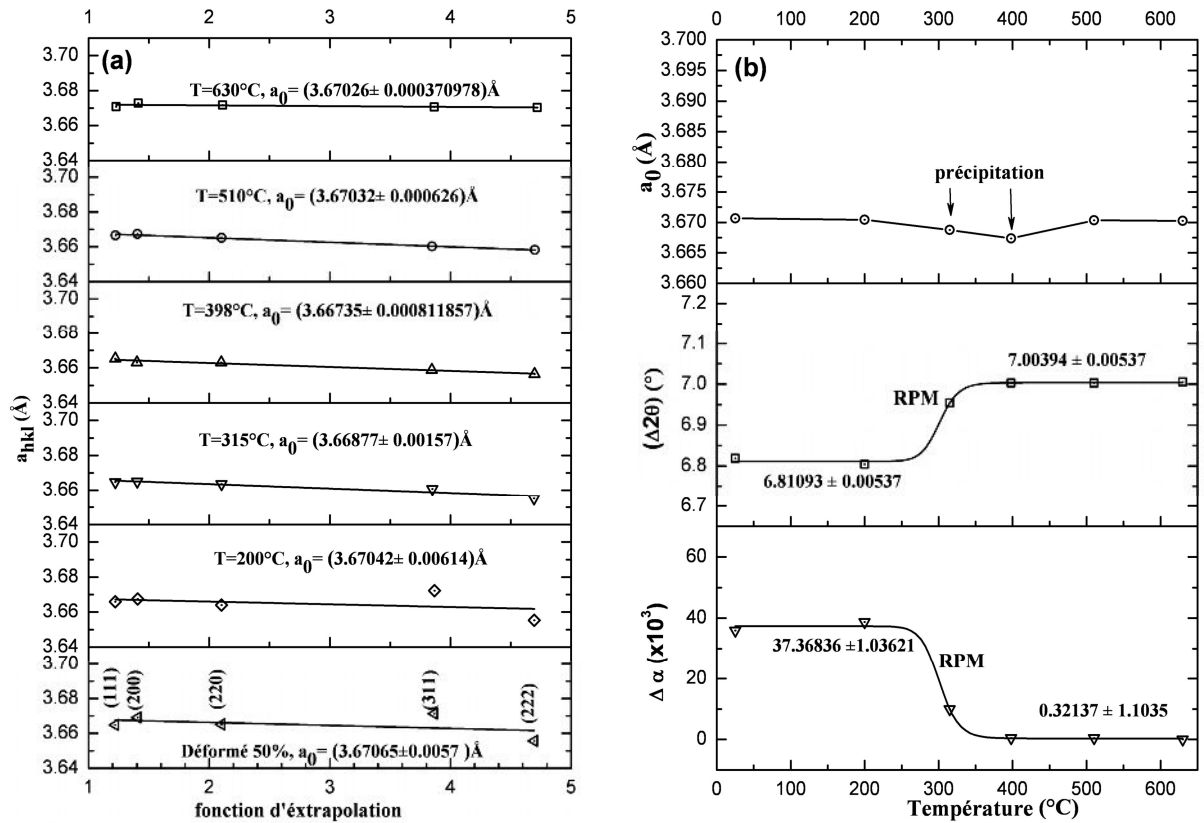 1 2 3 4 5
(a)
3.70
3.68
3.66
3.64
T=630°C, a0= (3.67026± 0.000370978)Å
3.70
3.68
3.66
3.64
T=510°C, a0= (3.67032± 0.000626)Å
3.70
3.68
3.66
3.64
T=398°C, a0= (3.66735± 0.000811857)Å
3.70
3.68
3.66
3.64
T=315°C, a0= (3.66877± 0.00157)Å
3.70
3.68
3.66
3.64
T=200°C, a0= (3.67042± 0.00614)Å
3.70
3.68
3.66
3.64
(111) (200) (220) (311) (222)
Déformé 50%, a0= (3.67065±0.0057 )Å
ahkl (Å)
1 2 3 4 5
fonction d'éxtrapolation
0 100 200 300 400 500 600
(b)
3.700
3.695
3.690
3.685
3.680
3.675
3.670
3.665
3.660
a0 (Å)
précipitation
7.2
7.1
7.0
6.9
6.8
6.7
(Δ2θ) (°)
7.00394 ± 0.00537
RPM
6.81093 ± 0.00537
60
40
20
0
Δ α (x10³)
37.36836 ±1.03621
RPM
0.32137 ± 1.1035
0 100 200 300 400 500 600
Température (°C)